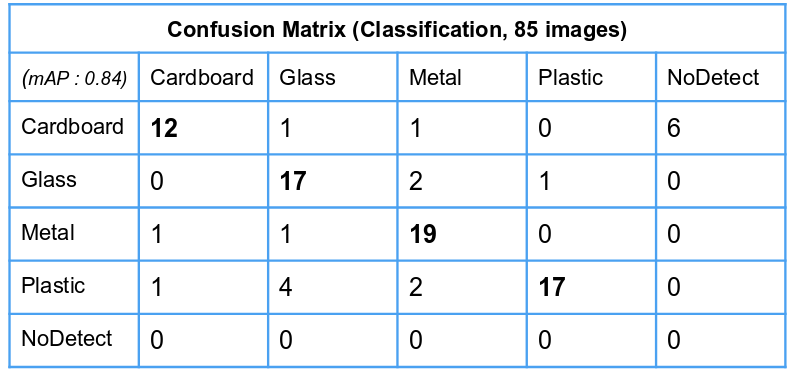 Confusion Matrix (Classification, 85 images)
(mAP : 0.84) Cardboard Glass Metal Plastic NoDetect
Cardboard 12 1 1 0 6
Glass 0 17 2 1 0
Metal 1 1 19 0 0
Plastic 1 4 2 17 0
NoDetect 0 0 0 0 0